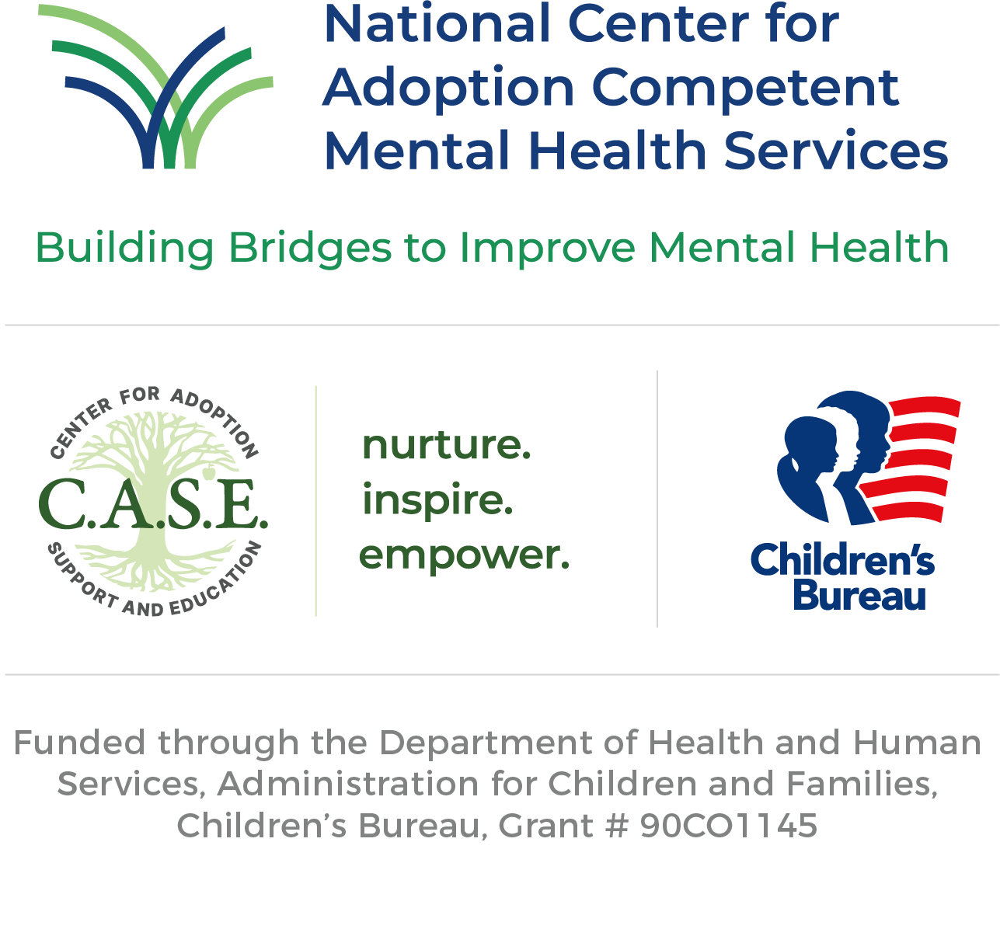 National Center for
Adoption Competent
Mental Health Services
Building Bridges to Improve Mental Health
CENTER FOR ADOPTION
C.A.S.E.
SUPPORT AND EDUCATION
nurture.
inspire.
empower.
Children’s
Bureau
Funded through the Department of Health and Human
Services, Administration for Children and Families,
Children’s Bureau, Grant # 90CO1145